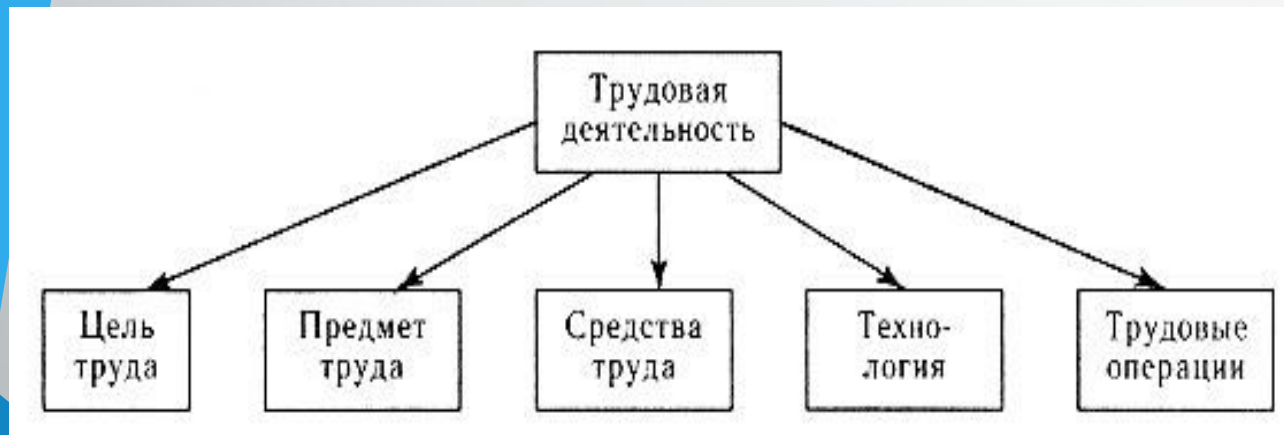 Трудовая
деятельность
Цель
труда
Предмет
труда
Средства
труда
Техно-
логия
Трудовые
операции